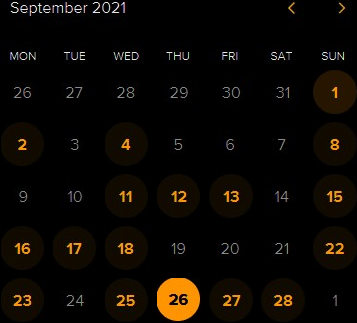 September 2021
MON TUE WED THU FRI SAT SUN
26 27 28 29 30 31 1
2 3 4 5 6 7 8
9 10 11 12 13 14 15
16 17 18 19 20 21 22
23 24 25 26 27 28 1